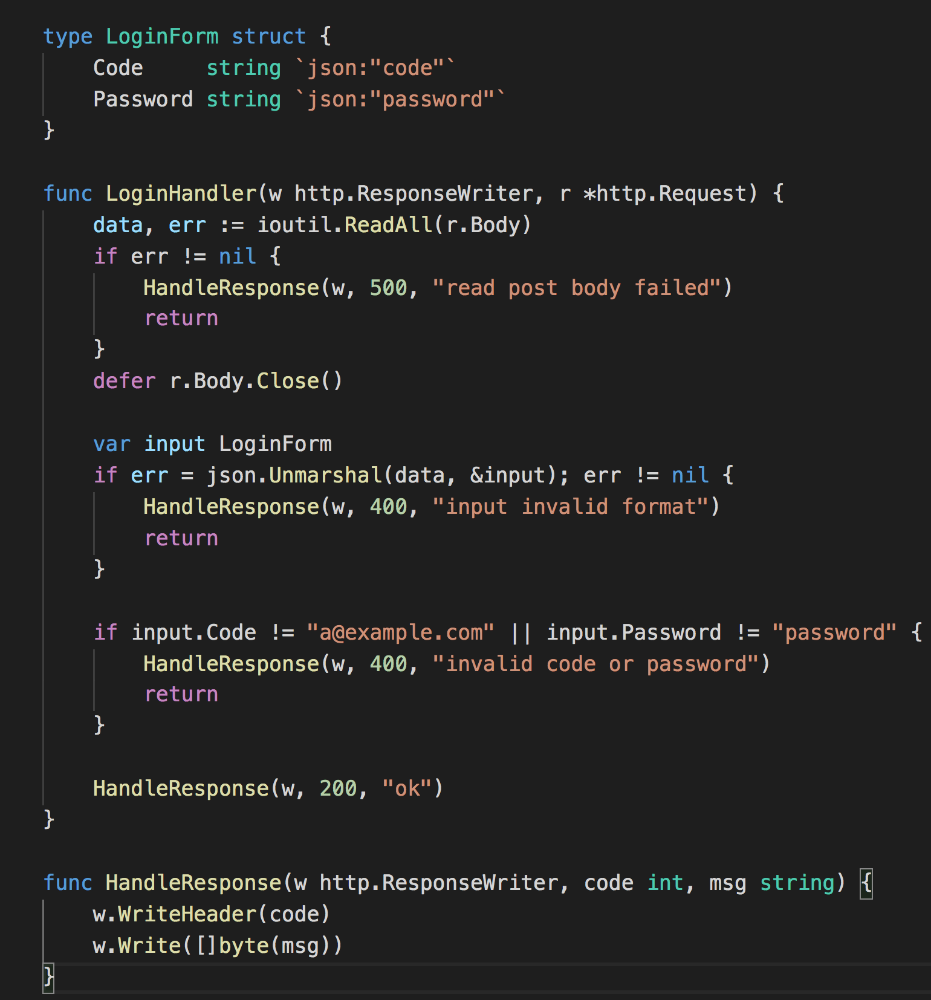 type LoginForm struct {
    Code     string `json:"code"`
    Password string `json:"password"`
}

func LoginHandler(w http.ResponseWriter, r *http.Request) {
    data, err := ioutil.ReadAll(r.Body)
    if err != nil {
        HandleResponse(w, 500, "read post body failed")
        return
    }
    defer r.Body.Close()

    var input LoginForm
    if err = json.Unmarshal(data, &input); err != nil {
        HandleResponse(w, 400, "input invalid format")
        return
    }

    if input.Code != "a@example.com" || input.Password != "password" {
        HandleResponse(w, 400, "invalid code or password")
        return
    }

    HandleResponse(w, 200, "ok")
}

func HandleResponse(w http.ResponseWriter, code int, msg string) {
    w.WriteHeader(code)
    w.Write([]byte(msg))
}